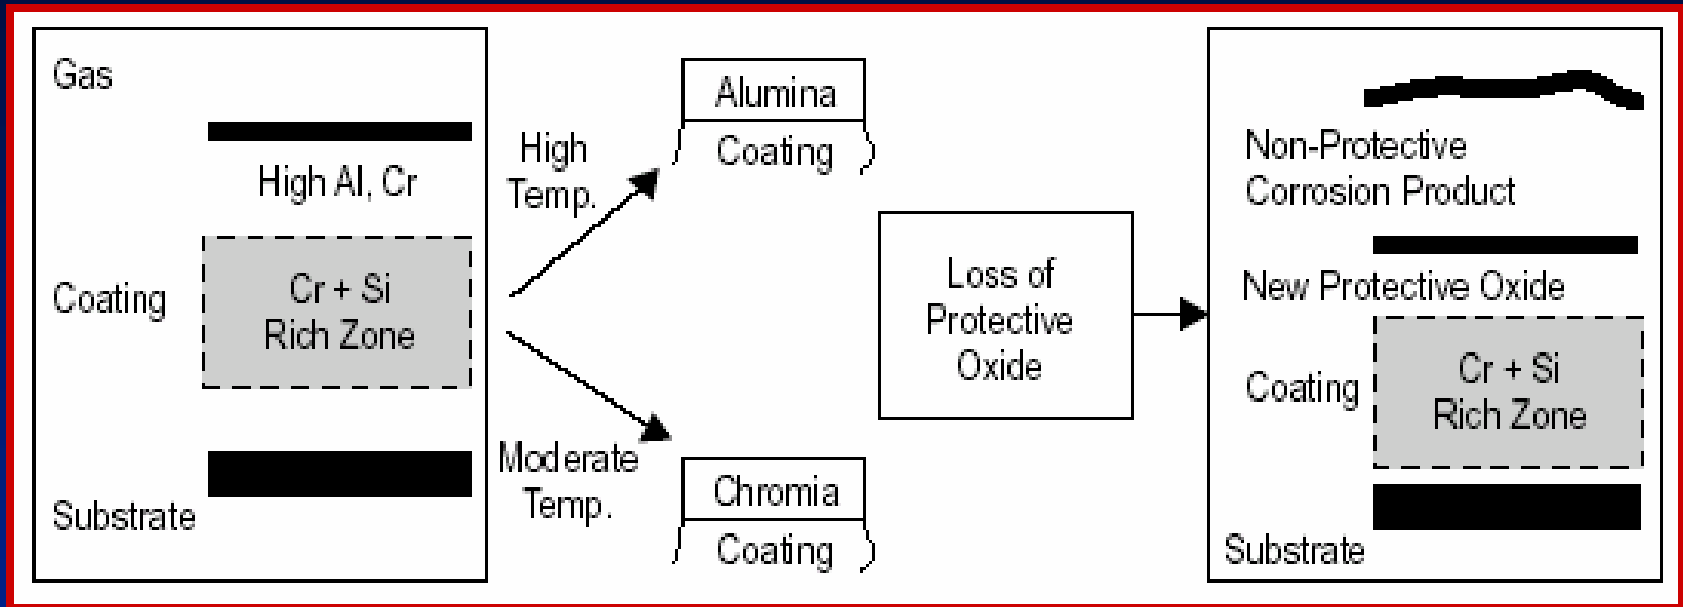 Gas
High Al, Cr
Coating
Cr + Si
Rich Zone
Substrate
High
Temp.
Alumina
Coating
Moderate
Temp.
Chromia
Coating
Loss of
Protective
Oxide
Non-Protective
Corrosion Product
New Protective Oxide
Coating
Cr + Si
Rich Zone
Substrate